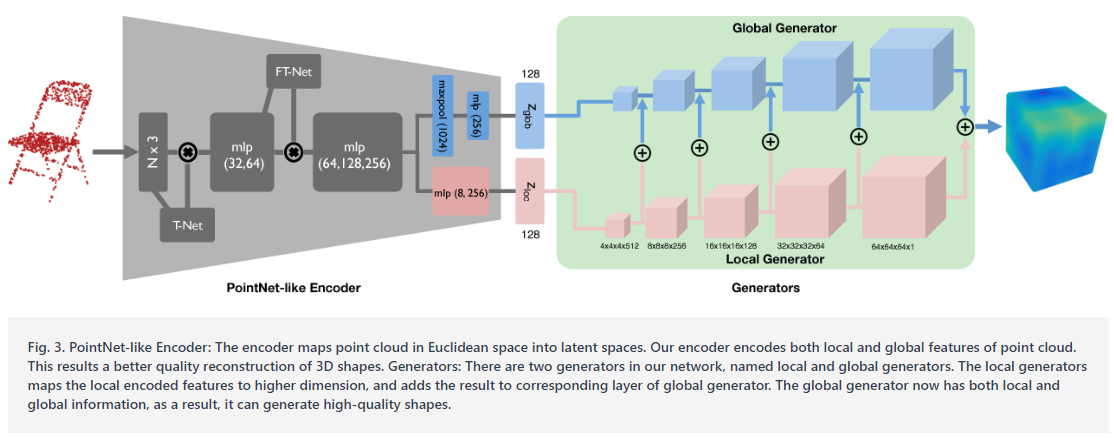 Global Generator
FT-Net
128
maxpool (1024)
mlp (256)
Zglob
N x 3
mlp
(32,64)
mlp
(64,128,256)
mlp (8, 256)
Zloc
T-Net
128
4x4x4x512
8x8x8x256
16x16x16x128
32x32x32x64
64x64x64x1
Local Generator
PointNet-like Encoder
Generators
Fig. 3. PointNet-like Encoder: The encoder maps point cloud in Euclidean space into latent spaces. Our encoder encodes both local and global features of point cloud.
This results a better quality reconstruction of 3D shapes. Generators: There are two generators in our network, named local and global generators. The local generators
maps the local encoded features to higher dimension, and adds the result to corresponding layer of global generator. The global generator now has both local and
global information, as a result, it can generate high-quality shapes.